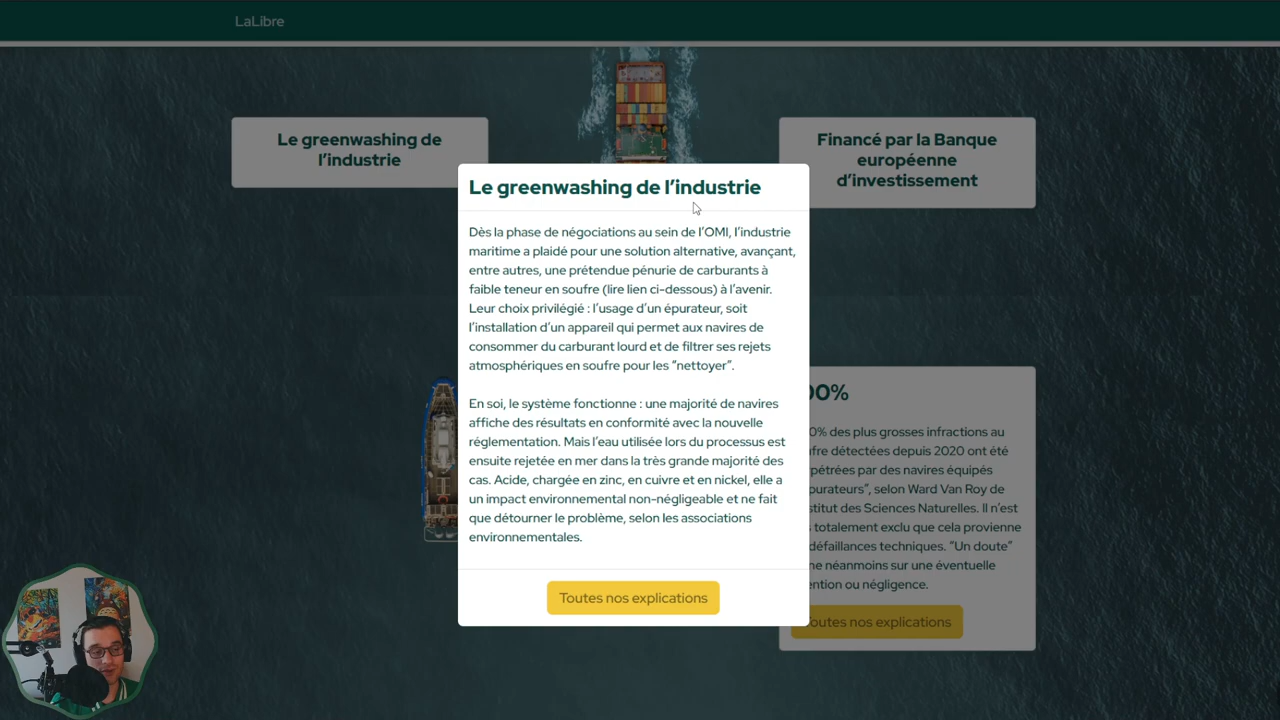 LaLibre
Le greenwashing de
l'industrie
Financé par la Banque
européenne
d'investissement
Le greenwashing de l'industrie
Dès la phase de négociations au sein de l'OMI, l'industrie
maritime a plaidé pour une solution alternative, avançant,
entre autres, une prétendue pénurie de carburants à
faible teneur en soufre (lire lien ci-dessous) à l'avenir.
Leur choix privilégié : l'usage d'un épurateur, soit
l'installation d'un appareil qui permet aux navires de
consommer du carburant lourd et de filtrer ses rejets
atmosphériques en soufre pour les "nettoyer".
En soi, le système fonctionne : une majorité de navires
affiche des résultats en conformité avec la nouvelle
réglementation. Mais l'eau utilisée lors du processus est
ensuite rejetée en mer dans la très grande majorité des
cas. Acide, chargée en zinc, en cuivre et en nickel, elle a
un impact environnemental non-négligeable et ne fait
que détourner le problème, selon les associations
environnementales.
Toutes nos explications
00%
0% des plus grosses infractions au
fre détectées depuis 2020 ont été
pétrées par des navires équipés
purateurs", selon Ward Van Roy de
stitut des Sciences Naturelles. Il n'est
totalement exclu que cela provienne
défaillances techniques. "Un doute"
ne néanmoins sur une éventuelle
ention ou négligence.
outes nos explications